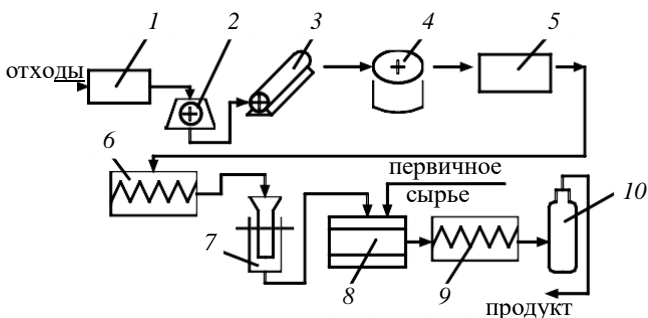 1 2 3 4 5
отходы
6
первичное
сырье
10
7
8 9
продукт